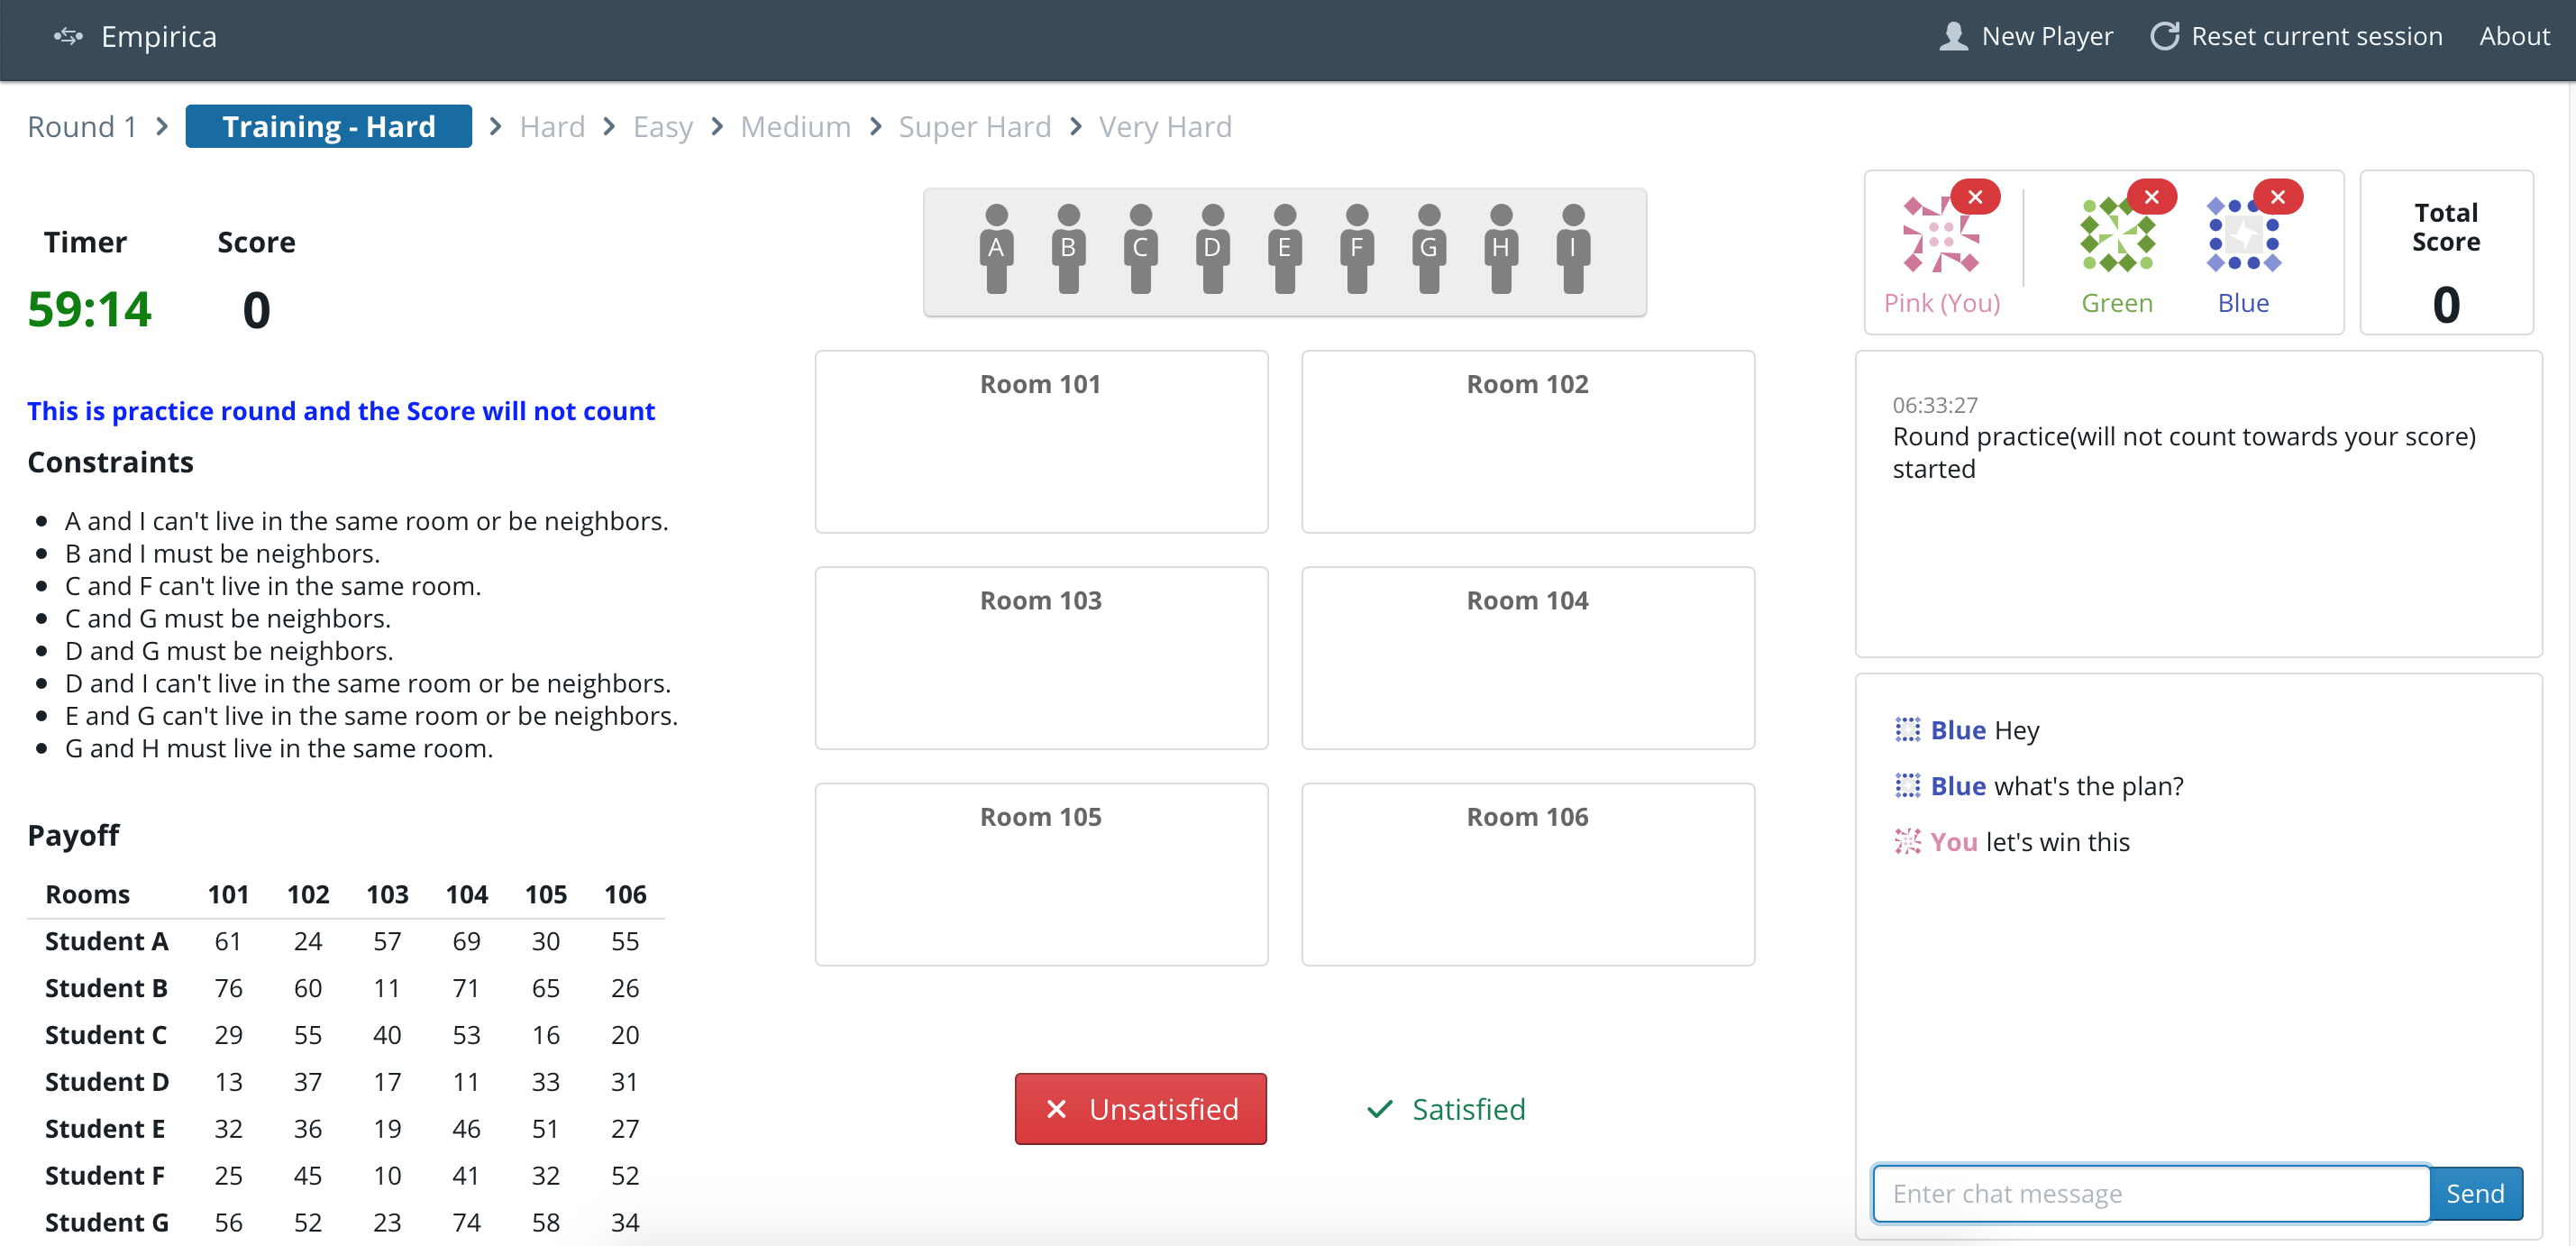 Empirica
New Player
Reset current session
About
Round 1
Training - Hard
Hard
Easy
Medium
Super Hard
Very Hard
Timer
59:14
Score
0
This is practice round and the Score will not count
Constraints
A and I can't live in the same room or be neighbors.
B and I must be neighbors.
C and F can't live in the same room.
C and G must be neighbors.
D and G must be neighbors.
D and I can't live in the same room or be neighbors.
E and G can't live in the same room or be neighbors.
G and H must live in the same room.
Payoff
Rooms 101 102 103 104 105 106
Student A 61 24 57 69 30 55
Student B 76 60 11 71 65 26
Student C 29 55 40 53 16 20
Student D 13 37 17 11 33 31
Student E 32 36 19 46 51 27
Student F 25 45 10 41 32 52
Student G 56 52 23 74 58 34
A B C D E F G H I
Room 101
Room 102
Room 103
Room 104
Room 105
Room 106
Unsatisfied
Satisfied
Pink (You)
Green
Blue
Total
Score
0
06:33:27
Round practice(will not count towards your score)
started
Blue Hey
Blue what's the plan?
You let's win this
Enter chat message
Send